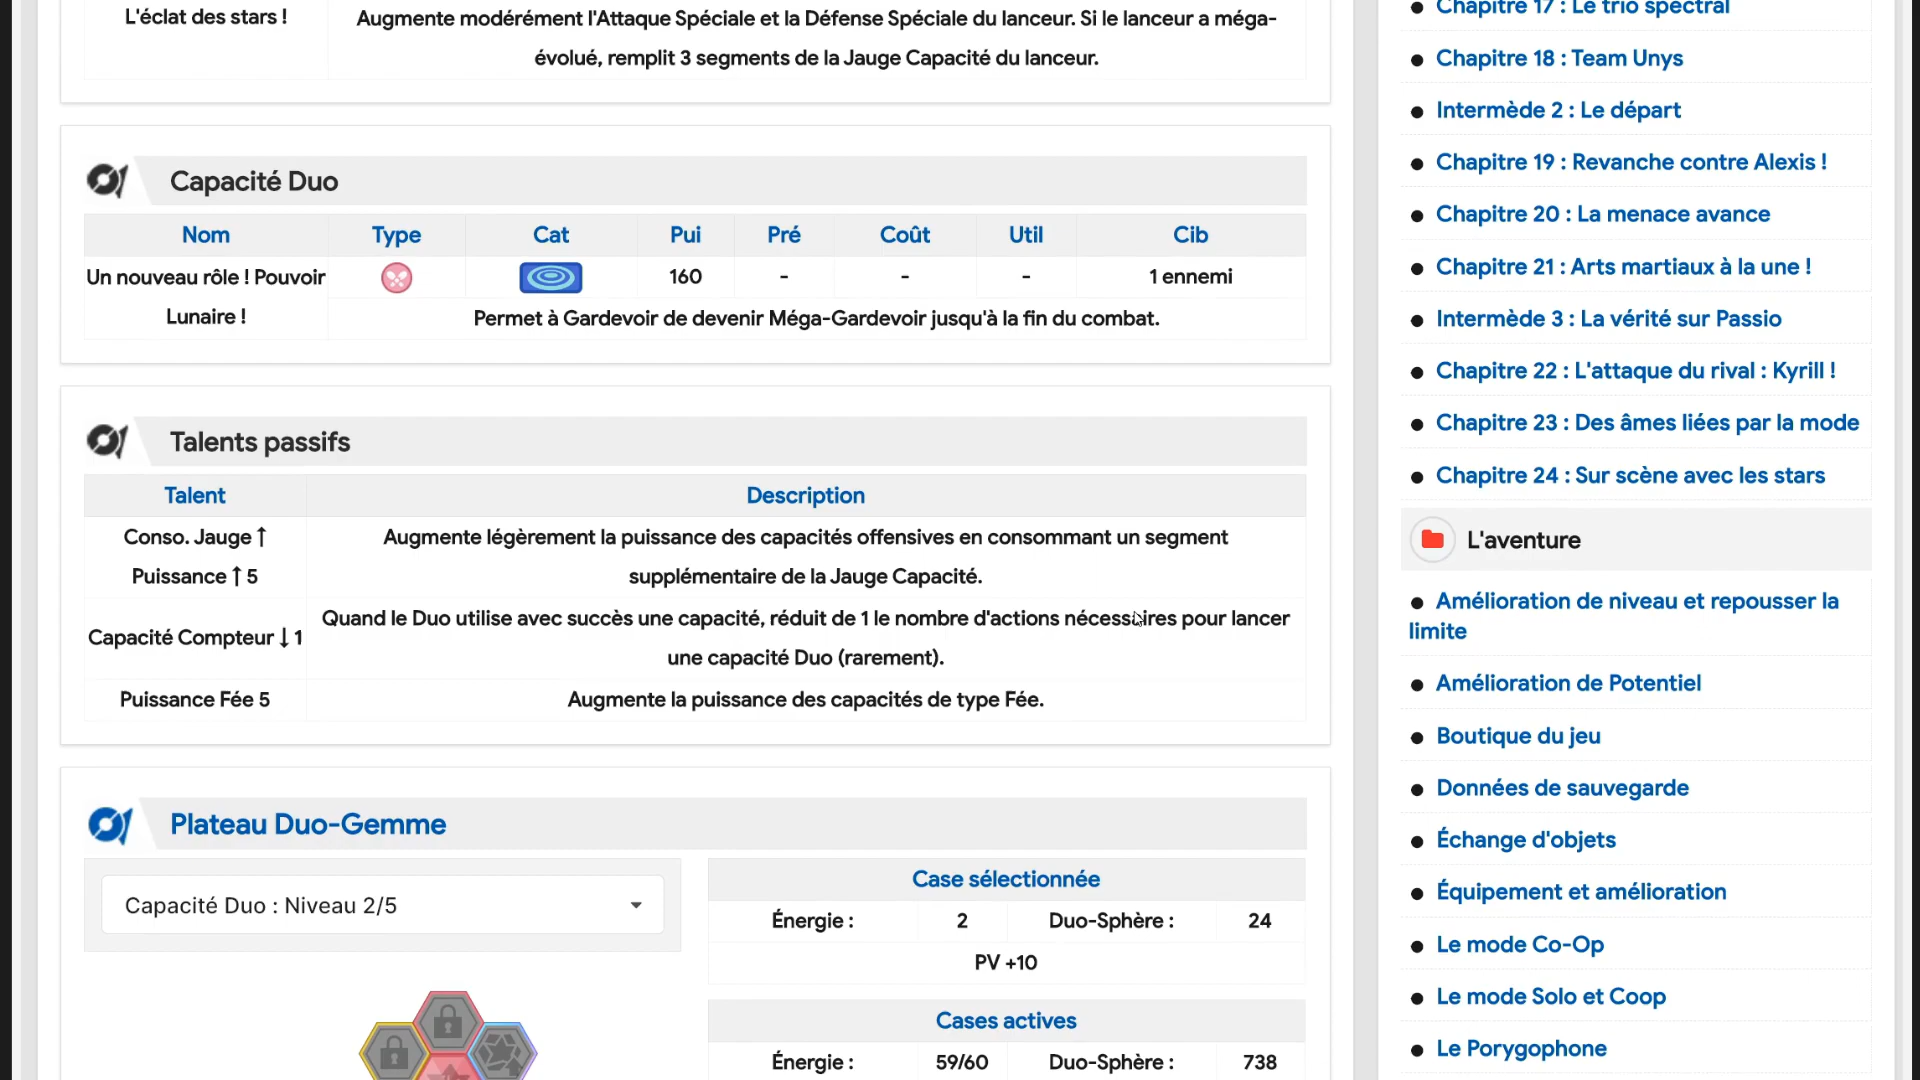 L'éclat des stars !
Augmente modérément l'Attaque Spéciale et la Défense Spéciale du lanceur. Si le lanceur a méga-
évolué, remplit 3 segments de la Jauge Capacité du lanceur.
Capacité Duo
Nom Type Cat Pui Pré Coût Util Cib
Un nouveau rôle ! Pouvoir
Lunaire !
160 - - - 1 ennemi
Permet à Gardevoir de devenir Méga-Gardevoir jusqu'à la fin du combat.
Talents passifs
Talent Description
Conso. Jauge ↑
Puissance ↑ 5
Augmente légèrement la puissance des capacités offensives en consommant un segment
supplémentaire de la Jauge Capacité.
Capacité Compteur ↓ 1
Quand le Duo utilise avec succès une capacité, réduit de 1 le nombre d'actions nécessaires pour lancer
une capacité Duo (rarement).
Puissance Fée 5
Augmente la puissance des capacités de type Fée.
Plateau Duo-Gemme
Capacité Duo : Niveau 2/5
Case sélectionnée
Énergie : 2 Duo-Sphère : 24
PV +10
Cases actives
Énergie : 59/60 Duo-Sphère : 738
Chapitre 17 : Le trio spectral
Chapitre 18 : Team Unys
Intermède 2 : Le départ
Chapitre 19 : Revanche contre Alexis !
Chapitre 20 : La menace avance
Chapitre 21 : Arts martiaux à la une !
Intermède 3 : La vérité sur Passio
Chapitre 22 : L'attaque du rival : Kyrill !
Chapitre 23 : Des âmes liées par la mode
Chapitre 24 : Sur scène avec les stars
L'aventure
Amélioration de niveau et repousser la
limite
Amélioration de Potentiel
Boutique du jeu
Données de sauvegarde
Échange d'objets
Équipement et amélioration
Le mode Co-Op
Le mode Solo et Coop
Le Porygophone